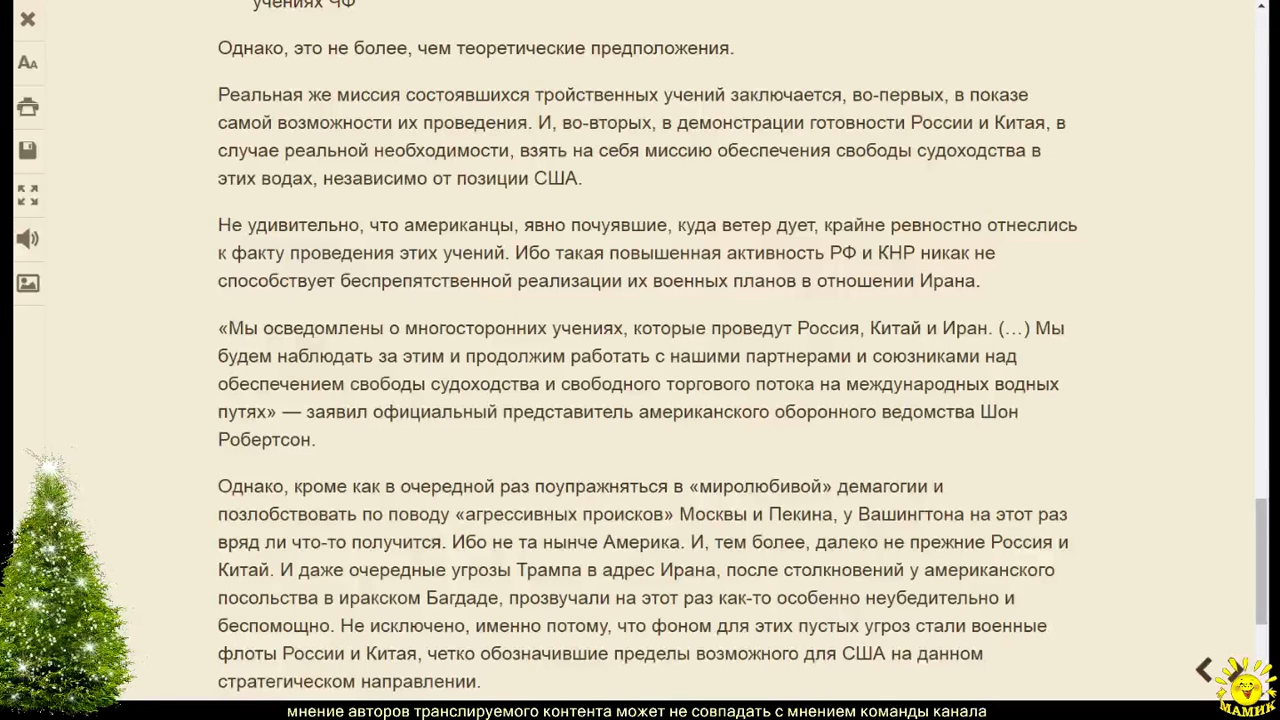 учениях ЧФ
Однако, это не более, чем теоретические предположения.
Реальная же миссия состоявшихся тройственных учений заключается, во-первых, в показе
самой возможности их проведения. И, во-вторых, в демонстрации готовности России и Китая, в
случае реальной необходимости, взять на себя миссию обеспечения свободы судоходства в
этих водах, независимо от позиции США.
Не удивительно, что американцы, явно почуявшие, куда ветер дует, крайне ревностно отнеслись
к факту проведения этих учений. Ибо такая повышенная активность РФ и КНР никак не
способствует беспрепятственной реализации их военных планов в отношении Ирана.
«Мы осведомлены о многосторонних учениях, которые проведут Россия, Китай и Иран. (…) Мы
будем наблюдать за этим и продолжим работать с нашими партнерами и союзниками над
обеспечением свободы судоходства и свободного торгового потока на международных водных
путях» — заявил официальный представитель американского оборонного ведомства Шон
Робертсон.
Однако, кроме как в очередной раз поупражняться в «миролюбивой» демагогии и
позлобствовать по поводу «агрессивных происков» Москвы и Пекина, у Вашингтона на этот раз
вряд ли что-то получится. Ибо не та нынче Америка. И, тем более, далеко не прежние Россия и
Китай. И даже очередные угрозы Трампа в адрес Ирана, после столкновений у американского
посольства в иракском Багдаде, прозвучали на этот раз как-то особенно неубедительно и
беспомощно. Не исключено, именно потому, что фоном для этих пустых угроз стали военные
флоты России и Китая, четко обозначившие пределы возможного для США на данном
стратегическом направлении.
МАМИК
мнение авторов транслируемого контента может не совпадать с мнением команды канала